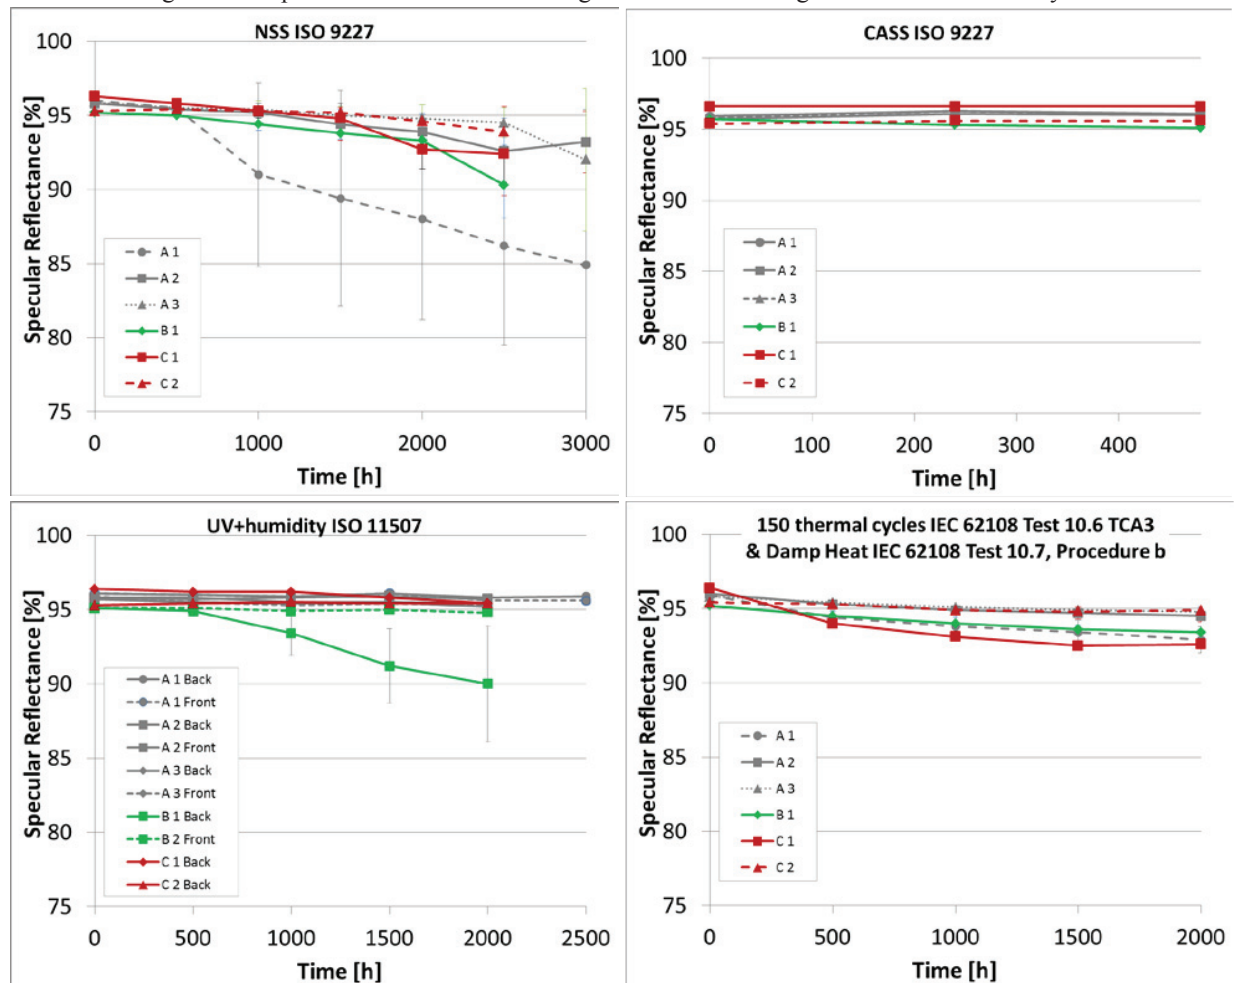 NSS ISO 9227
100
95
90
85
80
75
Specular Reflectance [%]
A 1
A 2
A 3
B 1
C 1
C 2
0
1000
2000
3000
Time [h]
CASS ISO 9227
100
95
90
85
80
75
Specular Reflectance [%]
A 1
A 2
A 3
B 1
C 1
C 2
0
100
200
300
400
Time [h]
UV+humidity ISO 11507
100
95
90
85
80
75
Specular Reflectance [%]
A 1 Back
A 1 Front
A 2 Back
A 2 Front
A 3 Back
A 3 Front
B 1 Back
B 2 Front
C 1 Back
C 2 Back
0
500
1000
1500
2000
2500
Time [h]
150 thermal cycles IEC 62108 Test 10.6 TCA3
& Damp Heat IEC 62108 Test 10.7, Procedure b
100
95
90
85
80
75
Specular Reflectance [%]
A 1
A 2
A 3
B 1
C 1
C 2
0
500
1000
1500
2000
Time [h]